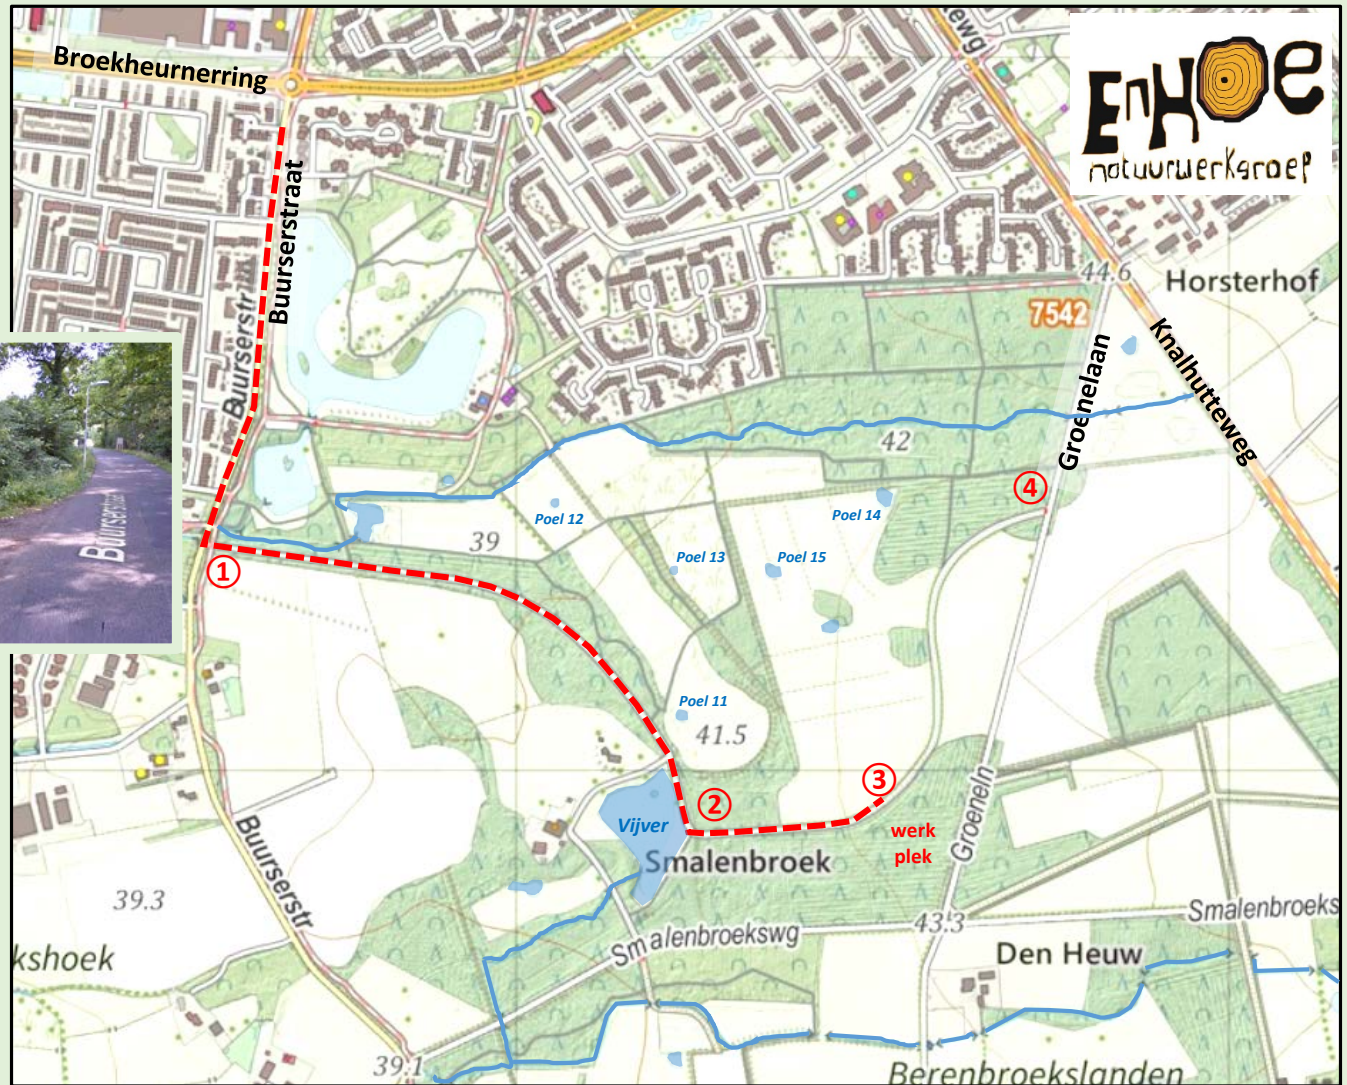 Broekheurnerring
Buurserstraat
EnHoe
natuurwerkgroep
Buurserstr
44.6
Horsterhof
7542
Groenelaan
Knalhutteweg
Buurserstraat
42
④
39
Poel 12
Poel 14
Poel 13
Poel 15
①
Poel 11
41.5
③
②
Vijver
werk
plek
Smalenbroek
Groeneln
Buurserstr
39.3
Smalenbroekswg
43.3
Smalenbroeks
kshoek
Den Heuw
39.1
Berenbroekslanden